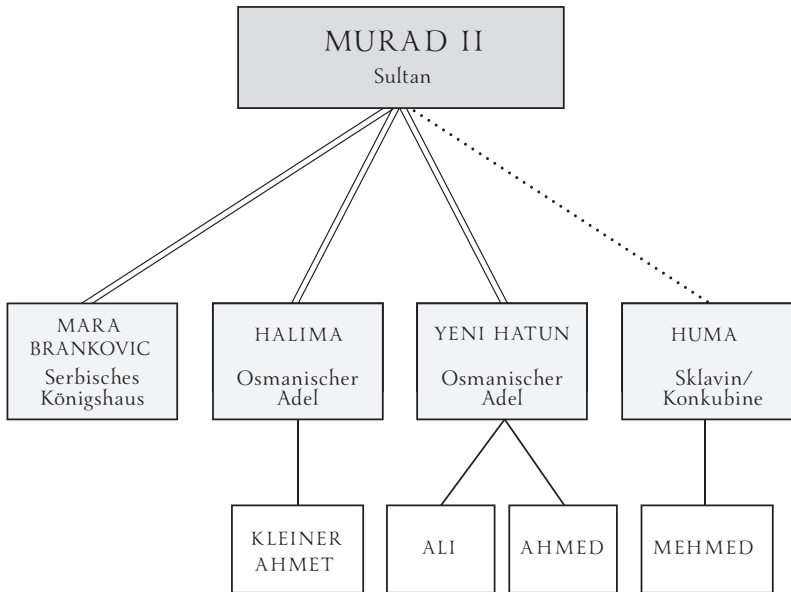 MURAD II
Sultan
MARA
BRANKOVIC
Serbisches
Königshaus
HALIMA
Osmanischer
Adel
YENI HATUN
Osmanischer
Adel
HUMA
Sklavin/
Konkubine
KLEINER
AHMET
ALI
AHMED
MEHMED